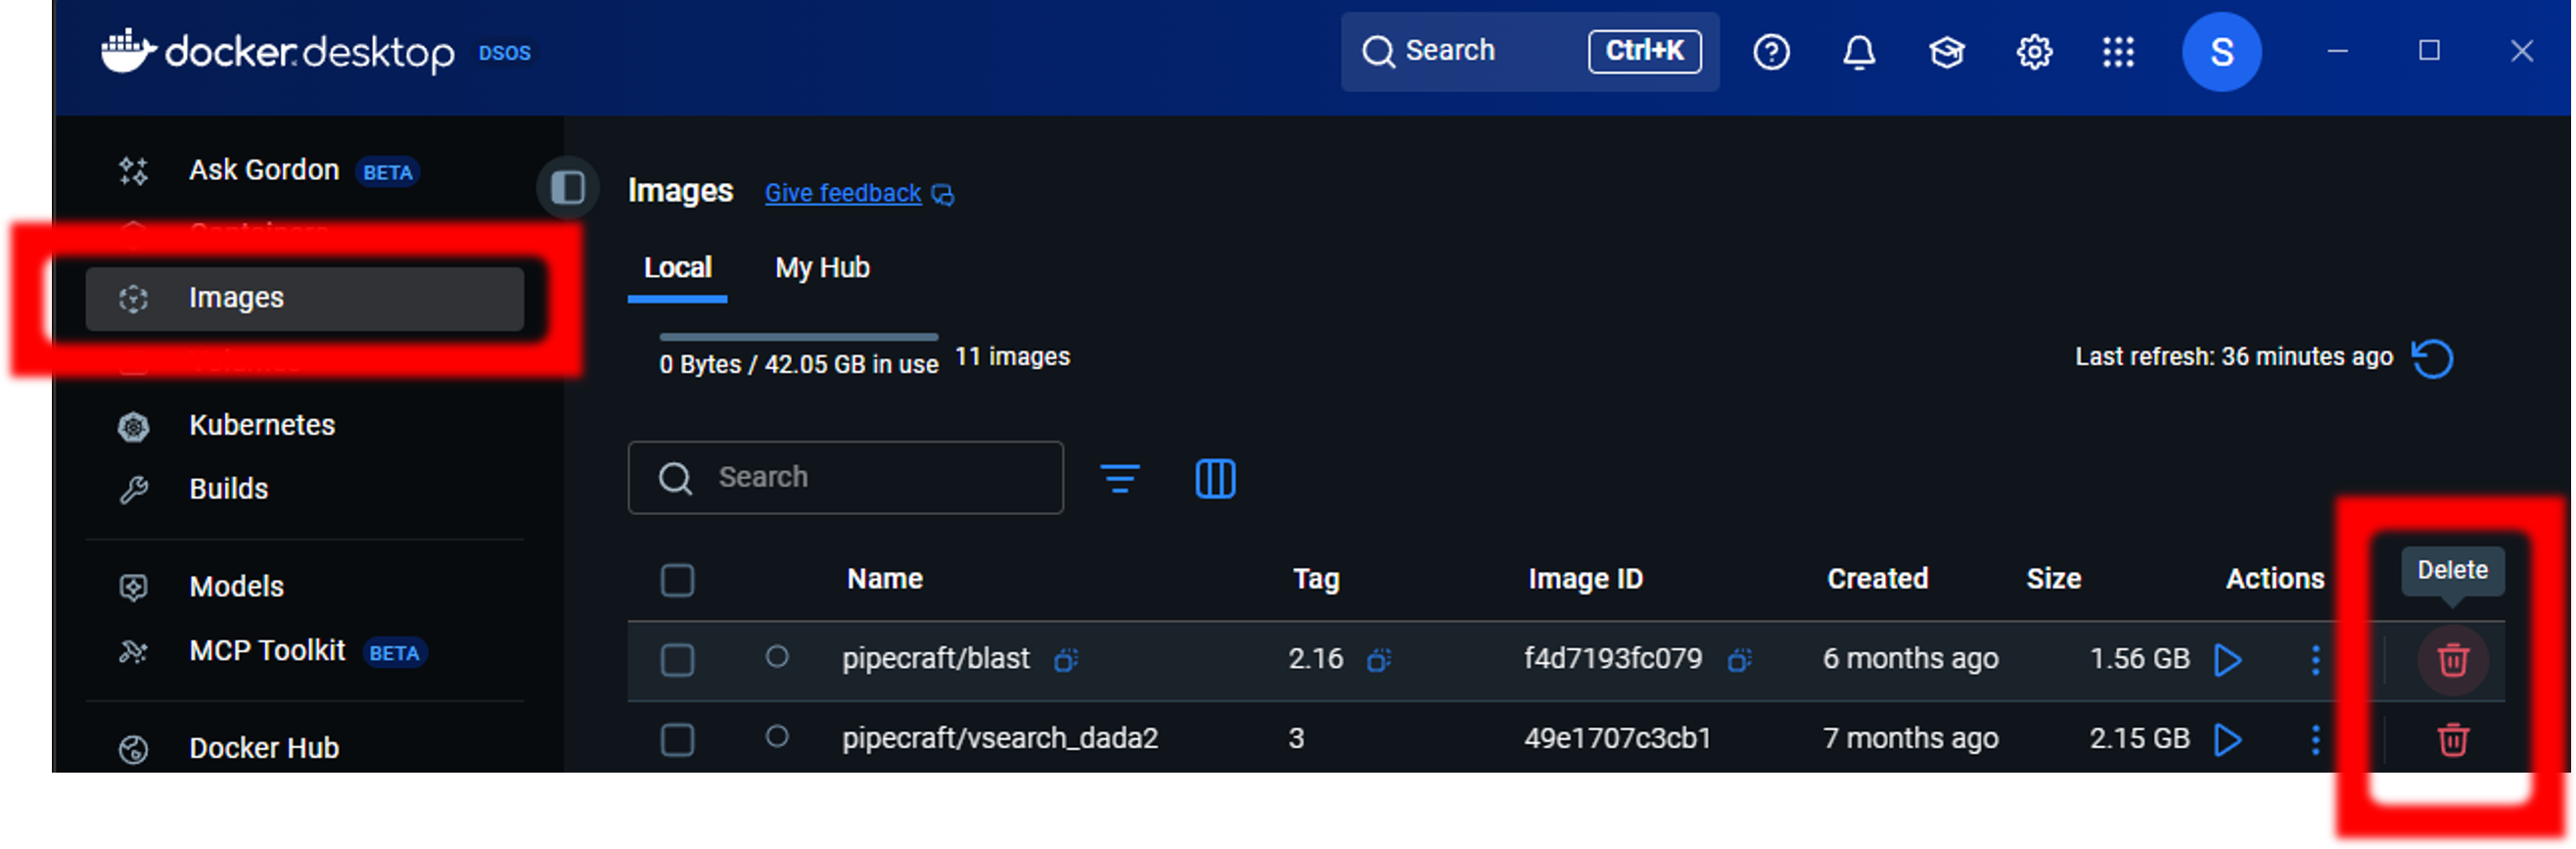 docker.desktop DSOS
Search Ctrl+K
S
Ask Gordon BETA
Images
Kubernetes
Builds
Models
MCP Toolkit BETA
Docker Hub
Images Give feedback
Local My Hub
0 Bytes / 42.05 GB in use 11 images
Last refresh: 36 minutes ago
Search
Name Tag Image ID Created Size Actions
Delete
pipecraft/blast 2.16 f4d7193fc079 6 months ago 1.56 GB
pipecraft/vsearch_dada2 3 49e1707c3cb1 7 months ago 2.15 GB